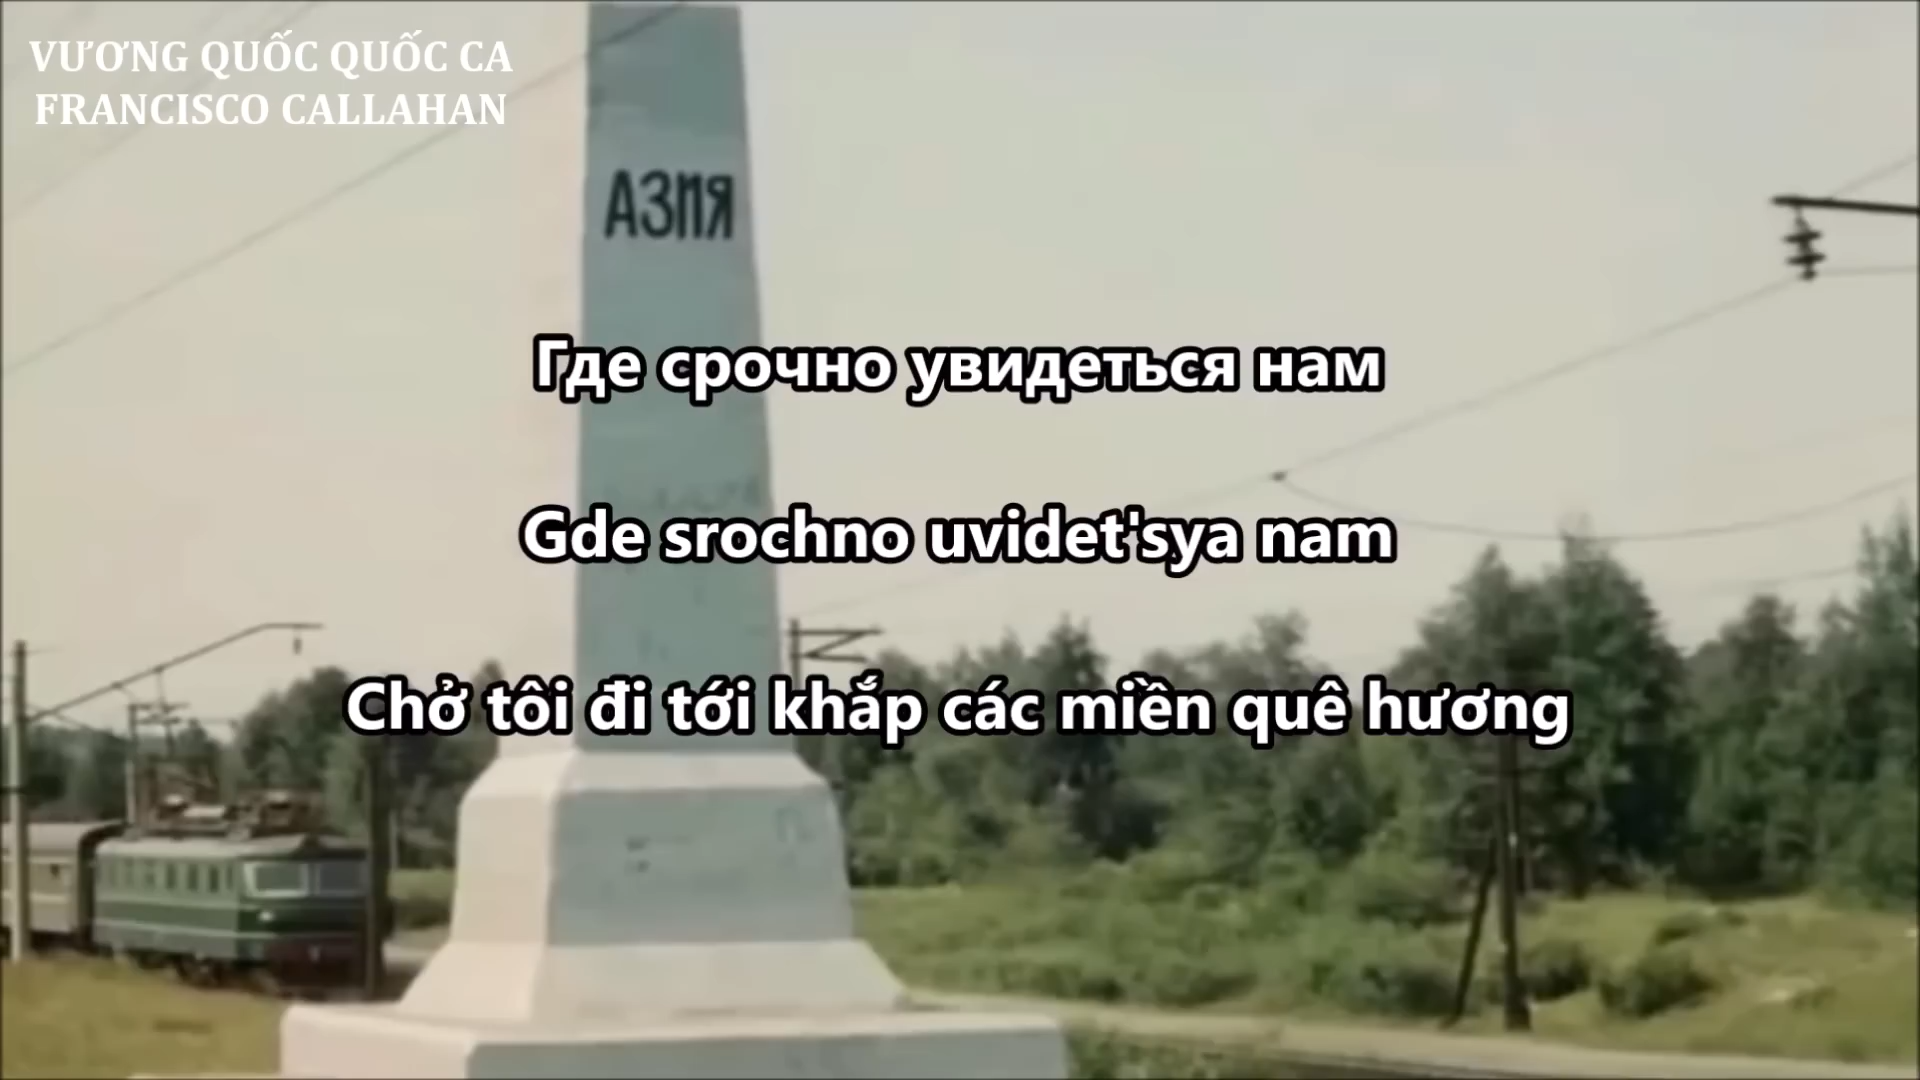 VƯƠNG QUỐC QUỐC CA
FRANCISCO CALLAHAN
АЗИЯ
Где срочно увидеться нам
Gde srochno uvidet'sya nam
Chở tôi đi tới khắp các miền quê hương